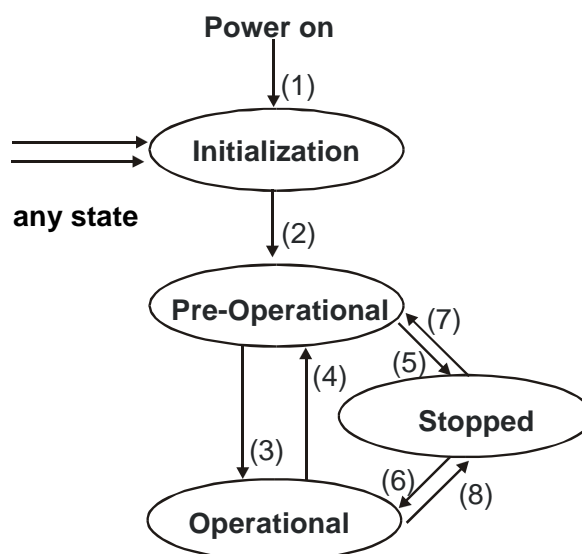 Power on
(1)
Initialization
any state
(2)
Pre-Operational
(7)
(5)
(4)
Stopped
(3)
(6)
(8)
Operational